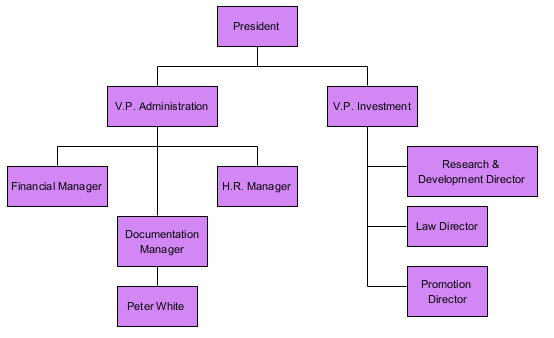 President
V.P. Administration
V.P. Investment
Financial Manager
H.R. Manager
Research &
Development Director
Law Director
Documentation
Manager
Promotion
Director
Peter White